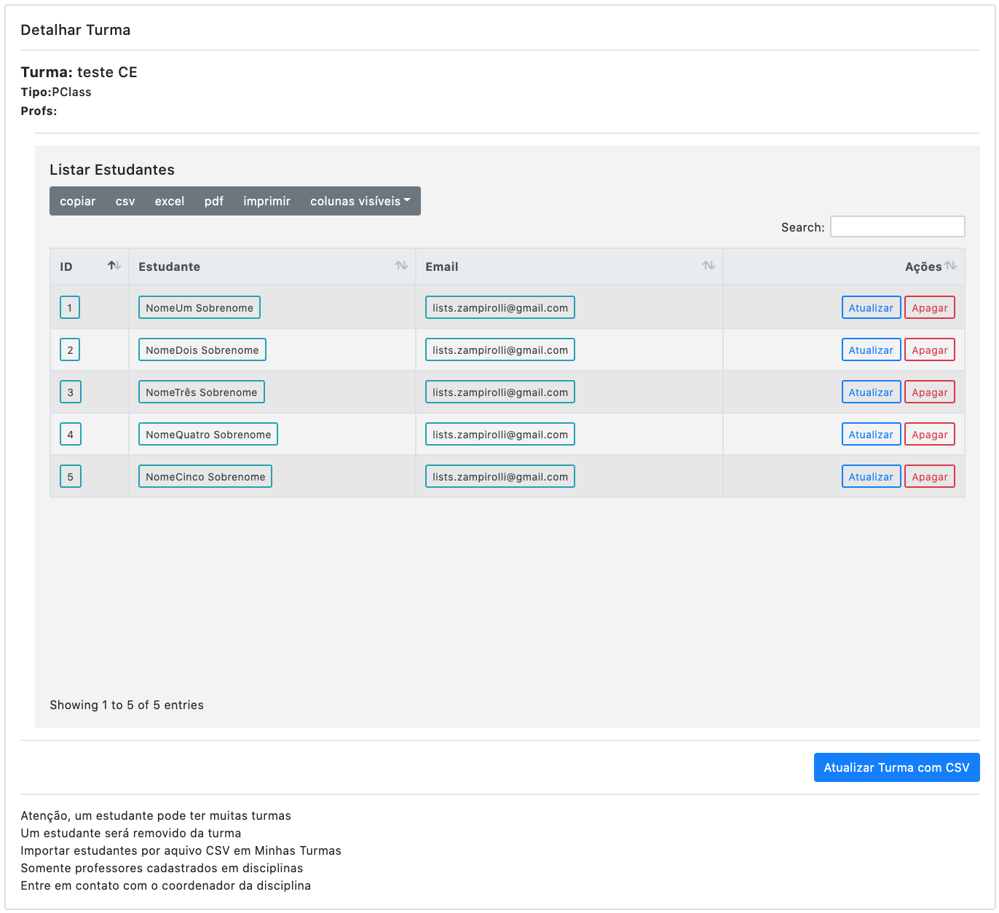 Detalhar Turma
Turma: teste CE
Tipo:PClass
Profs:
Listar Estudantes
copiar csv excel pdf imprimir colunas visíveis
Search:
ID Estudante Email Ações
1 NomeUm Sobrenome lists.zampirolli@gmail.com Atualizar Apagar
2 NomeDois Sobrenome lists.zampirolli@gmail.com Atualizar Apagar
3 NomeTrês Sobrenome lists.zampirolli@gmail.com Atualizar Apagar
4 NomeQuatro Sobrenome lists.zampirolli@gmail.com Atualizar Apagar
5 NomeCinco Sobrenome lists.zampirolli@gmail.com Atualizar Apagar
Showing 1 to 5 of 5 entries
Atualizar Turma com CSV
Atenção, um estudante pode ter muitas turmas
Um estudante será removido da turma
Importar estudantes por aquivo CSV em Minhas Turmas
Somente professores cadastrados em disciplinas
Entre em contato com o coordenador da disciplina